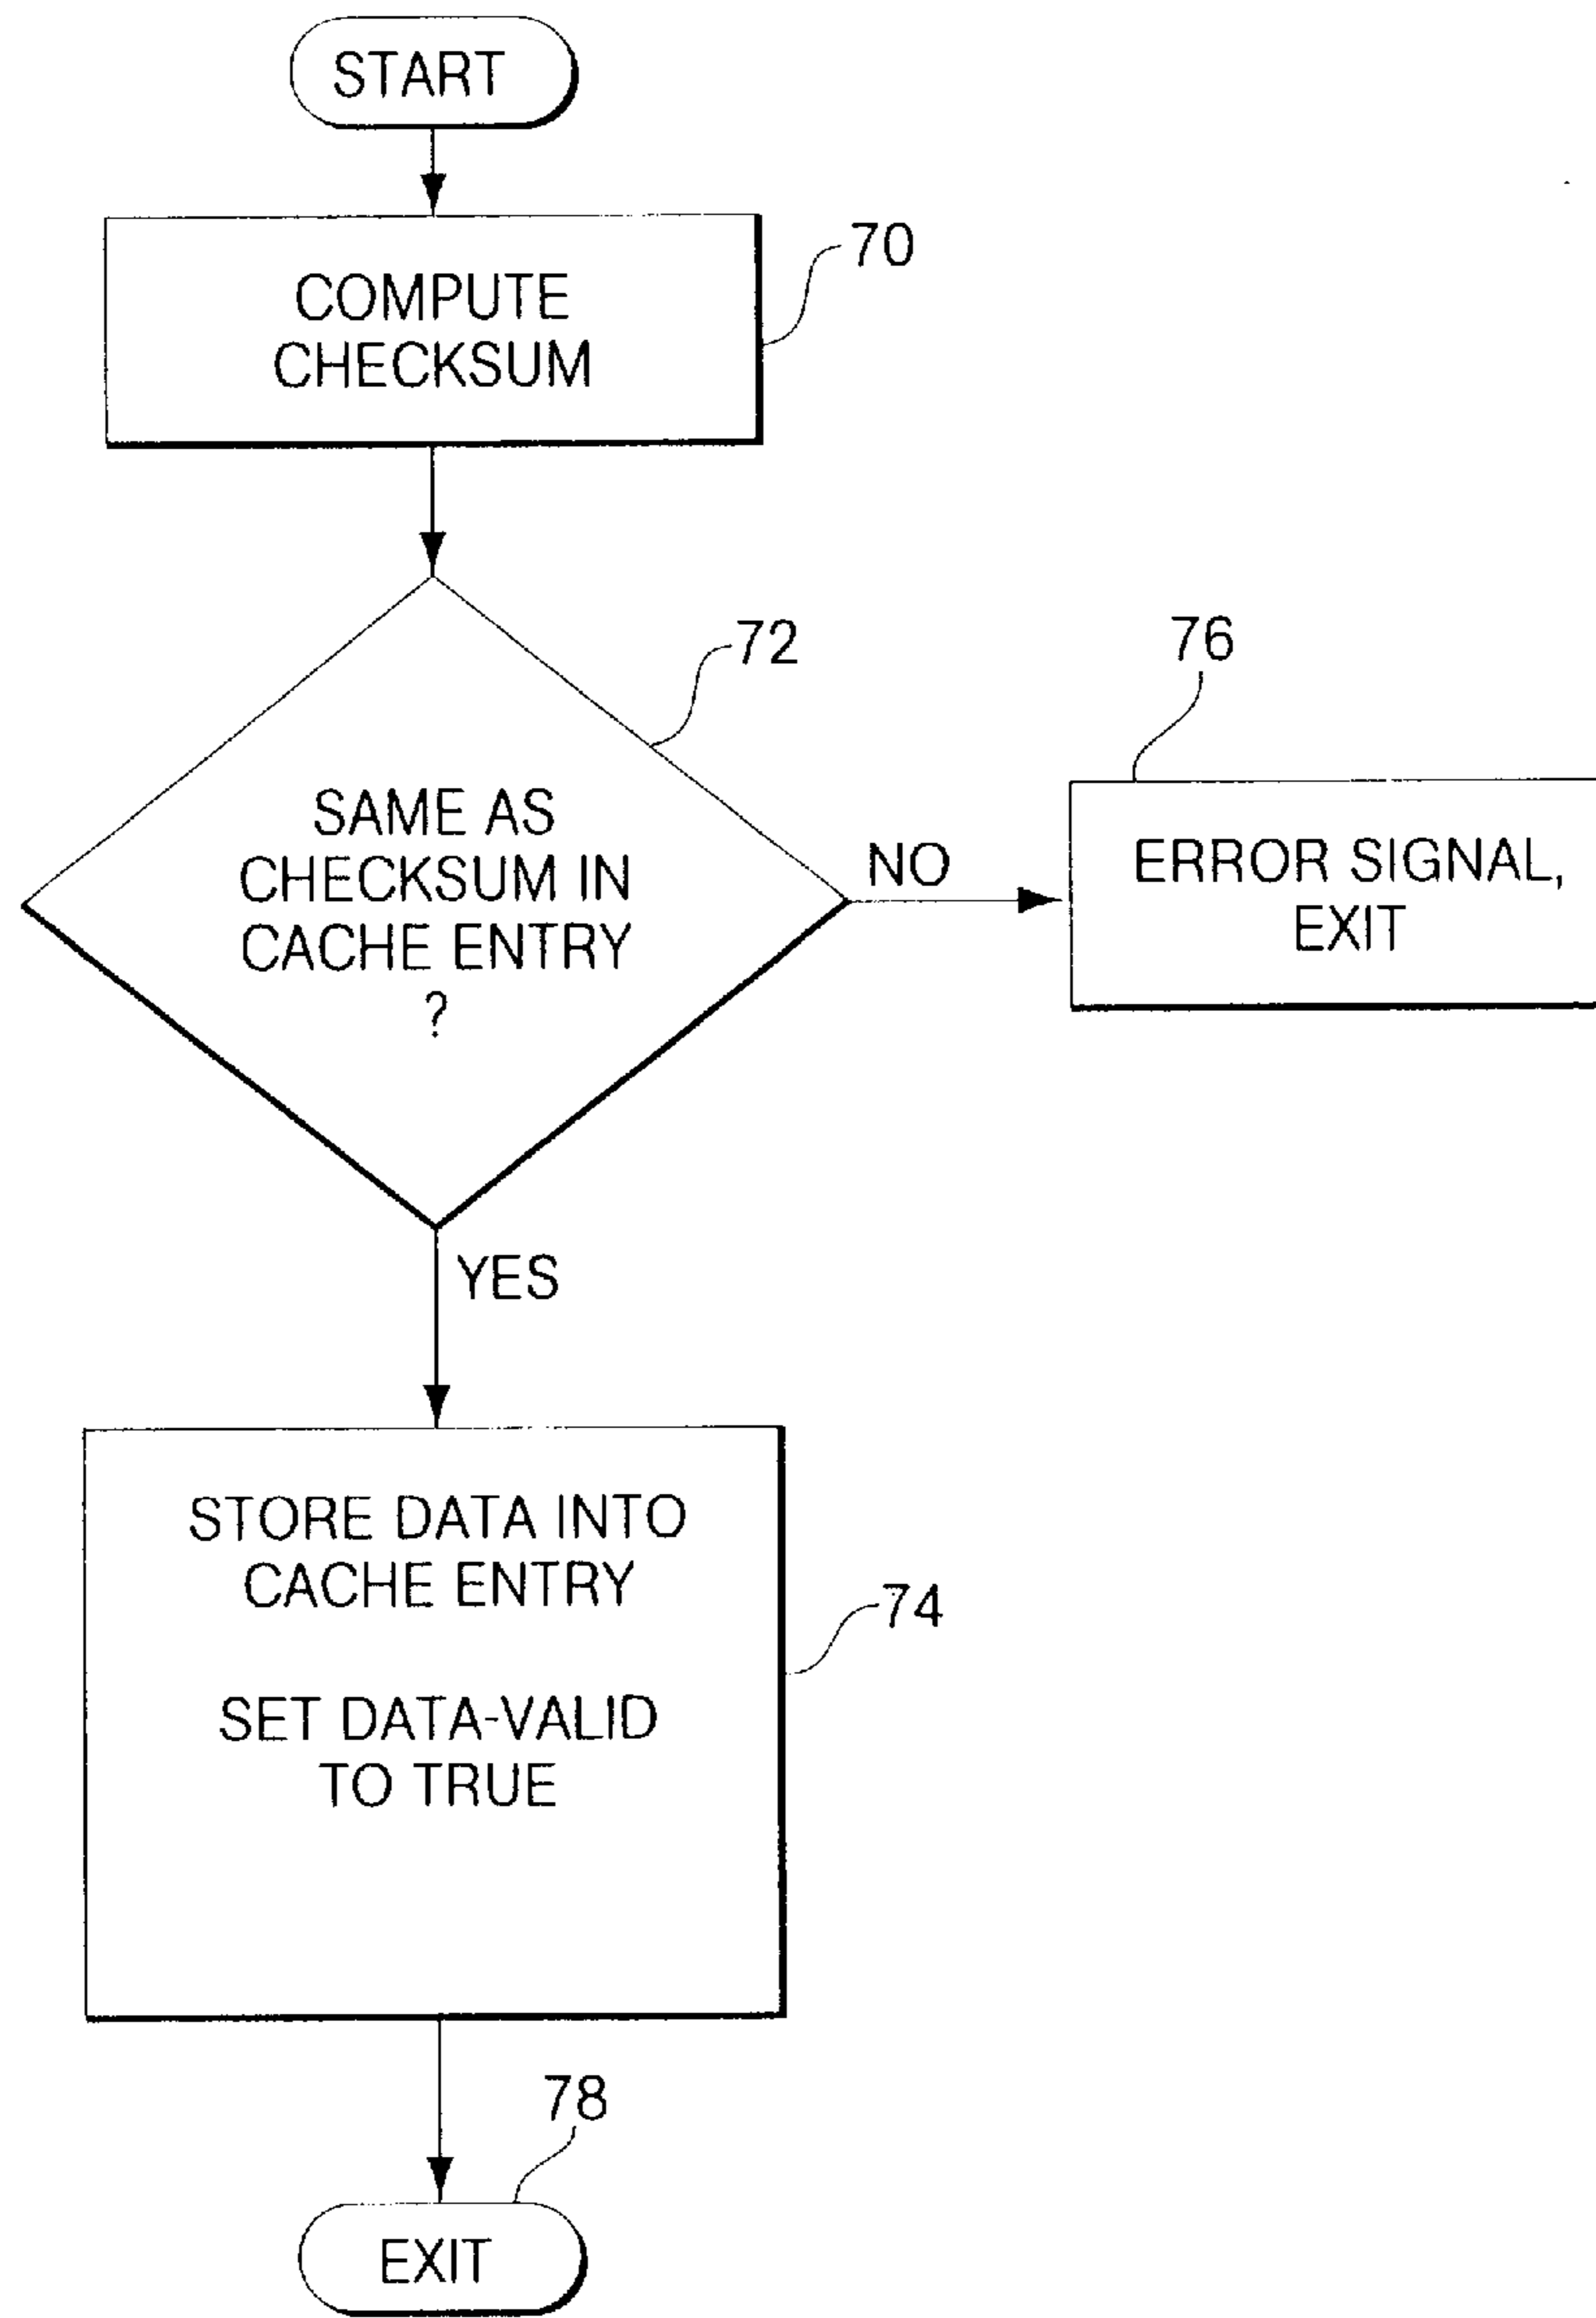 START
70
COMPUTE
CHECKSUM
72
76
SAME AS
CHECKSUM IN
CACHE ENTRY
?
NO
ERROR SIGNAL,
EXIT
YES
STORE DATA INTO
CACHE ENTRY
74
SET DATA-VALID
TO TRUE
78
EXIT